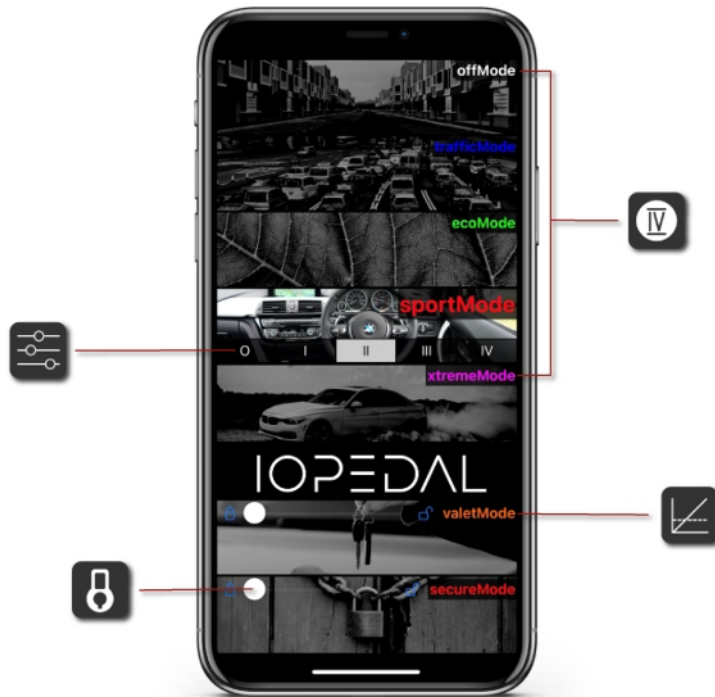 offMode
trafficMode
ecoMode
sportMode
O I II III IV
xtremeMode
IOPEDAL
valetMode
secureMode
IV